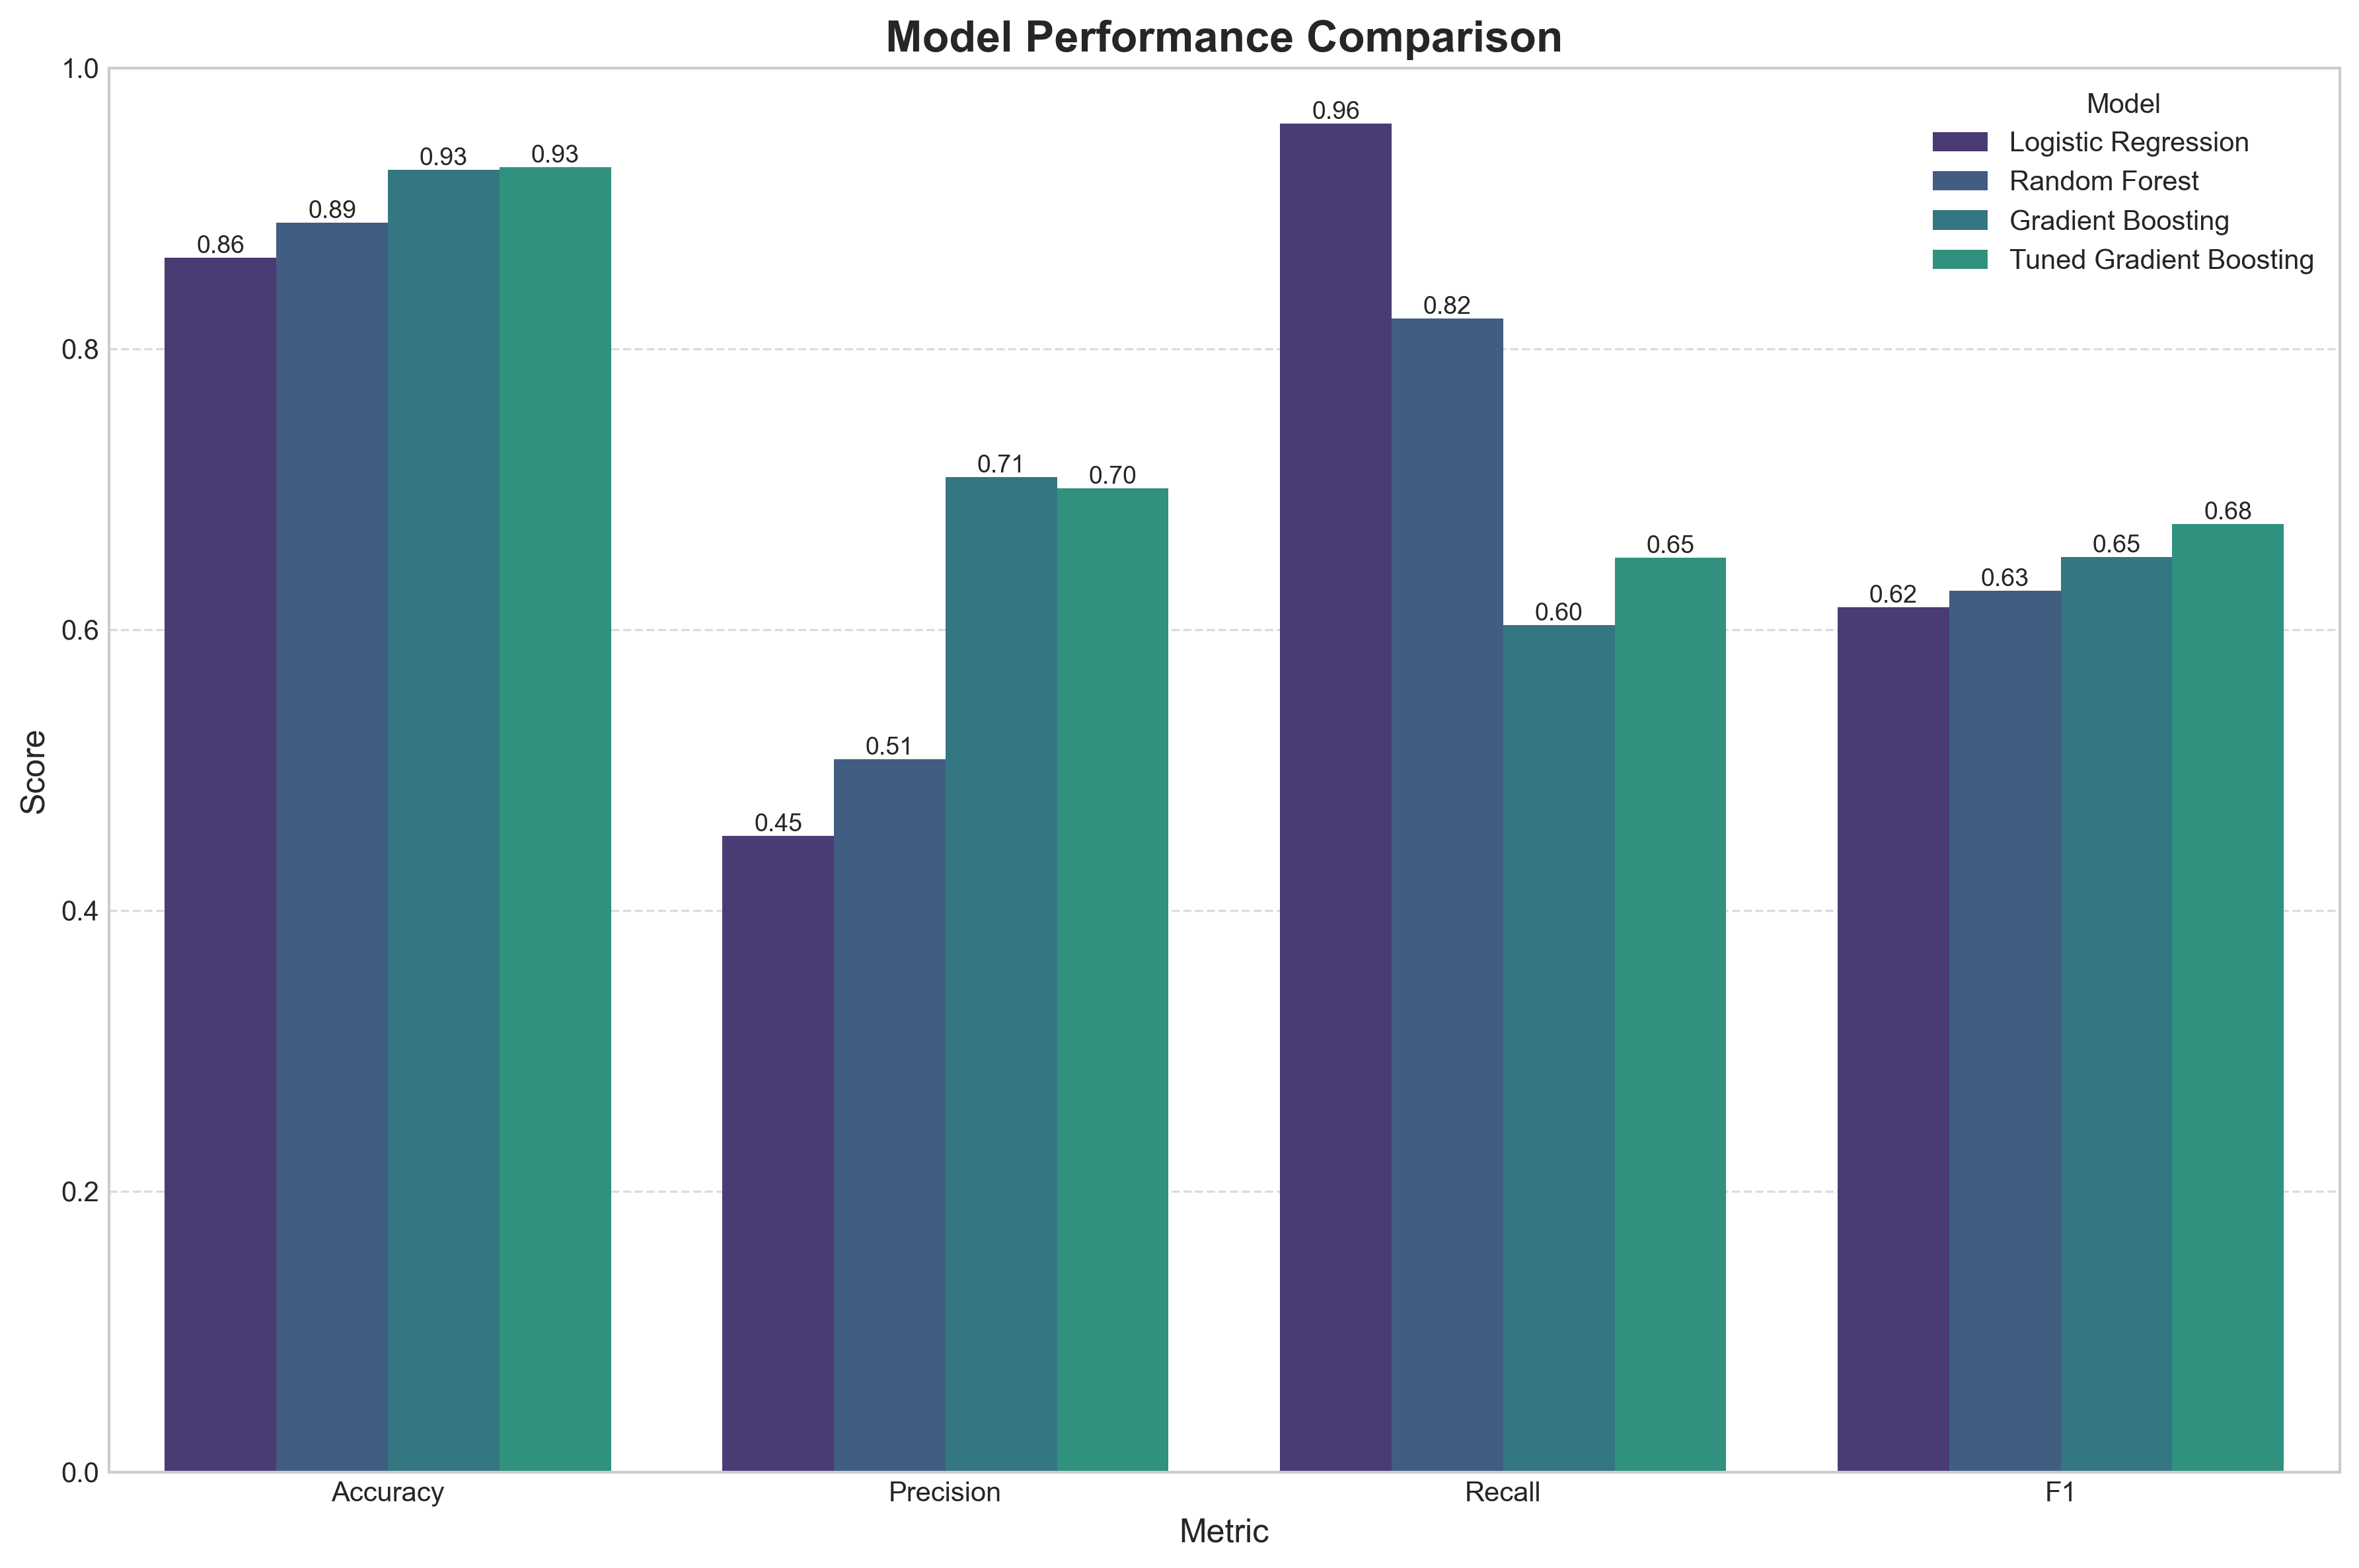 Model Performance Comparison
1.0
0.8
0.6
0.4
0.2
0.0
Score
0.86
0.89
0.93
0.93
0.45
0.51
0.71
0.70
0.96
0.82
0.60
0.65
0.62
0.63
0.65
0.68
Model
Logistic Regression
Random Forest
Gradient Boosting
Tuned Gradient Boosting
Accuracy
Precision
Recall
F1
Metric